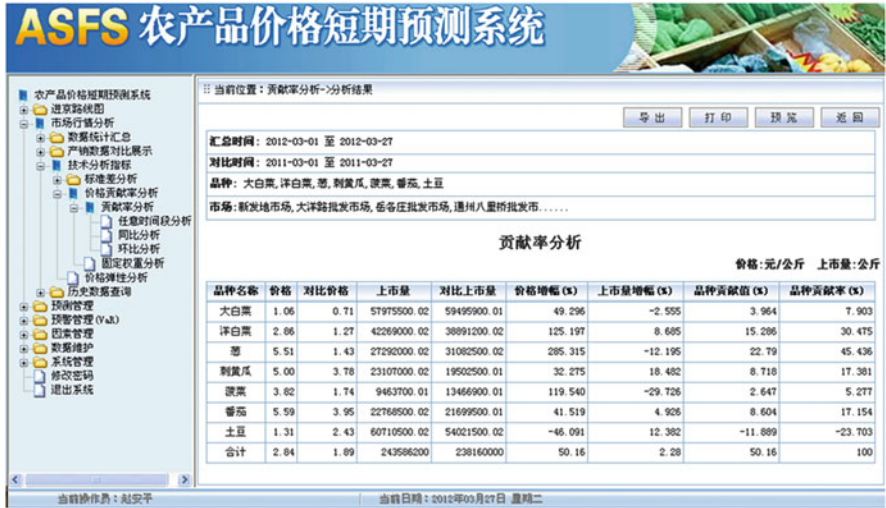 ASFS 农产品价格短期预测系统
农产品价格短期预测系统
进京路线图
市场行情分析
数据统计汇总
产销数据对比展示
技术分析指标
标准差分析
价格贡献率分析
贡献率分析
任意时间段分析
同比分析
环比分析
固定权重分析
价格弹性分析
历史数据查询
预测管理
预警管理(VaR)
因素管理
数据维护
系统管理
修改密码
退出系统
当前位置:贡献率分析->分析结果
导出 打印 预览 返回
汇总时间:2012-03-01 至 2012-03-27
对比时间:2011-03-01 至 2011-03-27
品种:大白菜,洋白菜,葱,刺黄瓜,菠菜,番茄,土豆
市场:新发地市场,大洋路批发市场,岳各庄批发市场,通州八里桥批发市......
贡献率分析
价格:元/公斤 上市量:公斤
品种名称 价格 对比价格 上市量 对比上市量 价格增幅(%) 上市量增幅(%) 品种贡献值(%) 品种贡献率(%)
大白菜 1.06 0.71 57975500.02 59495900.01 49.296 -2.555 3.964 7.903
洋白菜 2.86 1.27 42269000.02 38891200.02 125.197 8.685 15.286 30.475
葱 5.51 1.43 27292000.02 31082500.02 285.315 -12.195 22.79 45.436
刺黄瓜 5.00 3.78 23107000.02 19502500.01 32.275 18.482 8.718 17.381
菠菜 3.82 1.74 9463700.01 13466900.01 119.540 -29.726 2.647 5.277
番茄 5.59 3.95 22768500.02 21699500.01 41.519 4.926 8.604 17.154
土豆 1.31 2.43 60710500.02 54021500.02 -46.091 12.382 -11.889 -23.703
合计 2.84 1.89 243586200 238160000 50.16 2.28 50.16 100
当前操作员:赵安平 当前日期:2012年03月27日 星期二